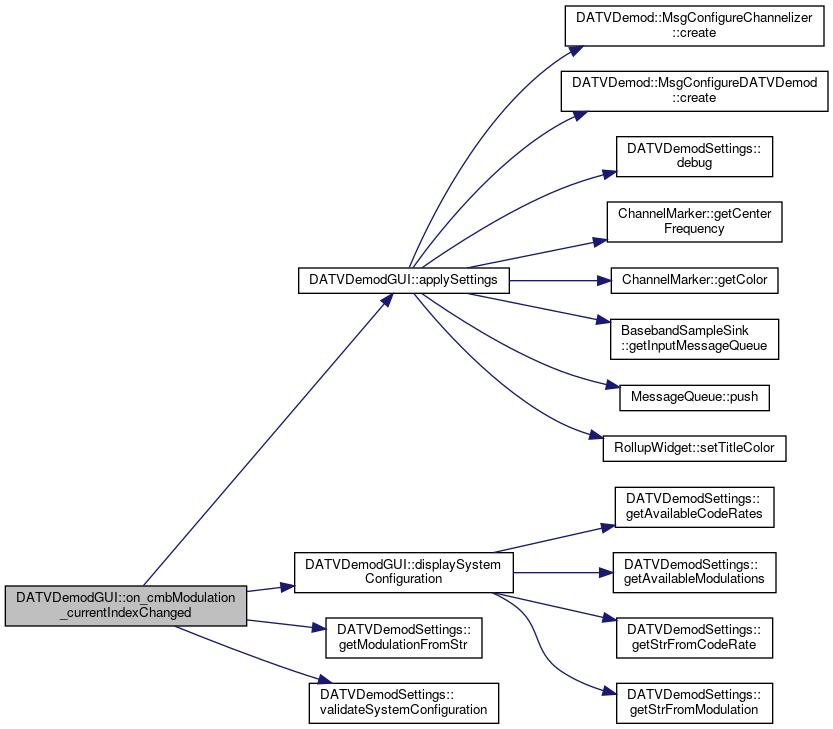 DATVDemod::MsgConfigureChannelizer
::create
DATVDemod::MsgConfigureDATVDemod
::create
DATVDemodSettings::
debug
ChannelMarker::getCenter
Frequency
DATVDemodGUI::applySettings
ChannelMarker::getColor
BasebandSampleSink
::getInputMessageQueue
MessageQueue::push
RollupWidget::setTitleColor
DATVDemodSettings::
getAvailableCodeRates
DATVDemodGUI::displaySystem
Configuration
DATVDemodSettings::
getAvailableModulations
DATVDemodGUI::on_cmbModulation
_currentIndexChanged
DATVDemodSettings::
getModulationFromStr
DATVDemodSettings::
getStrFromCodeRate
DATVDemodSettings::
validateSystemConfiguration
DATVDemodSettings::
getStrFromModulation